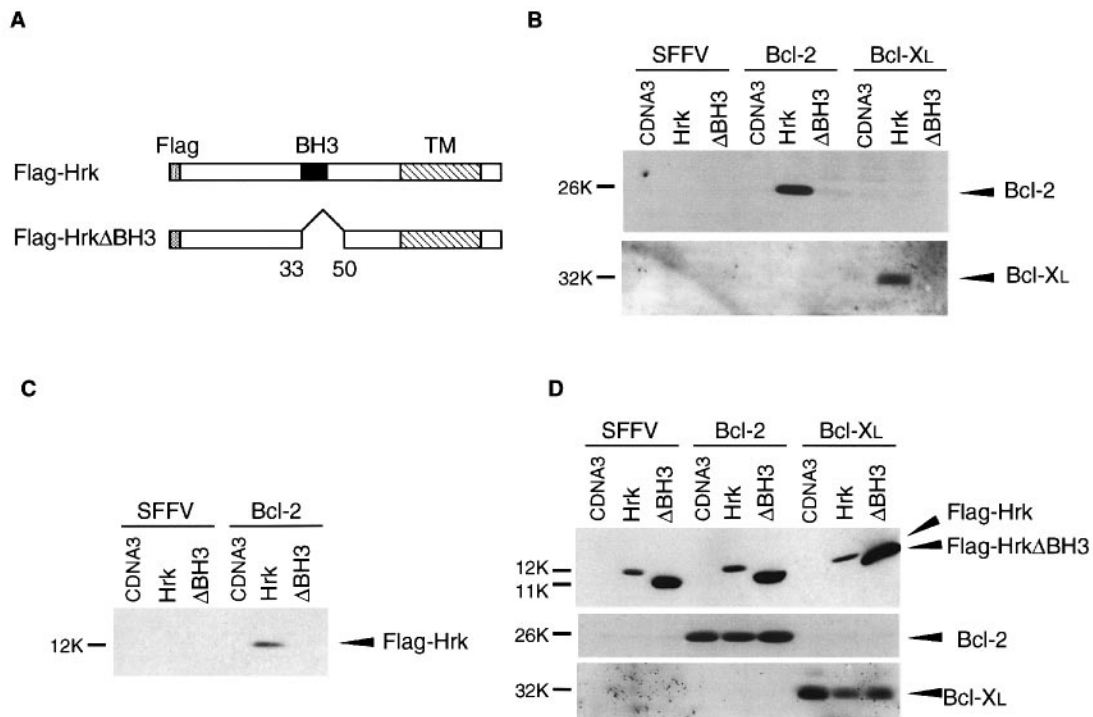 A
Flag BH3 TM
Flag-Hrk
Flag-HrkΔBH3
33 50
B
SFFV Bcl-2 Bcl-XL
CDNA3 Hrk ΔBH3 CDNA3 Hrk ΔBH3 CDNA3 Hrk ΔBH3
26K Bcl-2
32K Bcl-XL
C
SFFV Bcl-2
CDNA3 Hrk ΔBH3 CDNA3 Hrk ΔBH3
12K Flag-Hrk
D
SFFV Bcl-2 Bcl-XL
CDNA3 Hrk ΔBH3 CDNA3 Hrk ΔBH3 CDNA3 Hrk ΔBH3
Flag-Hrk
Flag-HrkΔBH3
12K
11K
26K Bcl-2
32K Bcl-XL